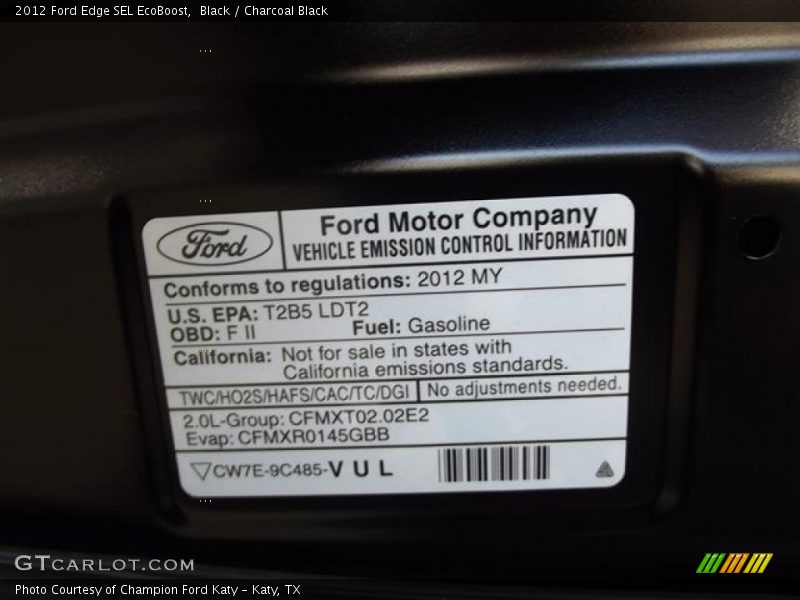 2012 Ford Edge SEL EcoBoost,  Black / Charcoal Black
Ford
Ford Motor Company
VEHICLE EMISSION CONTROL INFORMATION
Conforms to regulations: 2012 MY
U.S. EPA: T2B5 LDT2
OBD: F II Fuel: Gasoline
California: Not for sale in states with
California emissions standards.
TWC/HO2S/HAFS/CAC/TC/DGI No adjustments needed.
2.0L-Group: CFMXT02.02E2
Evap: CFMXR0145GBB
CW7E-9C485-VUL
GTCARLOT.COM
Photo Courtesy of Champion Ford Katy – Katy, TX